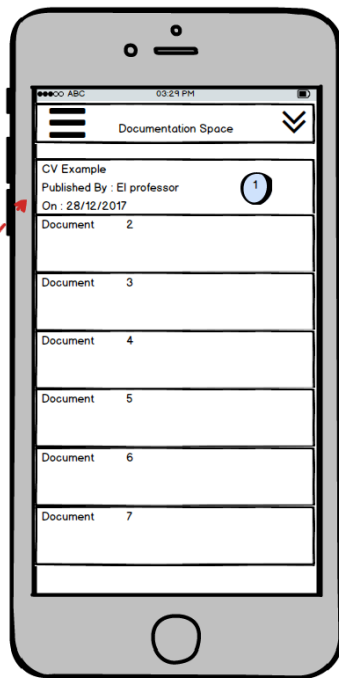 ABC 03:29 PM
Documentation Space
CV Example
Published By : El professor
1
On : 28/12/2017
Document 2
Document 3
Document 4
Document 5
Document 6
Document 7